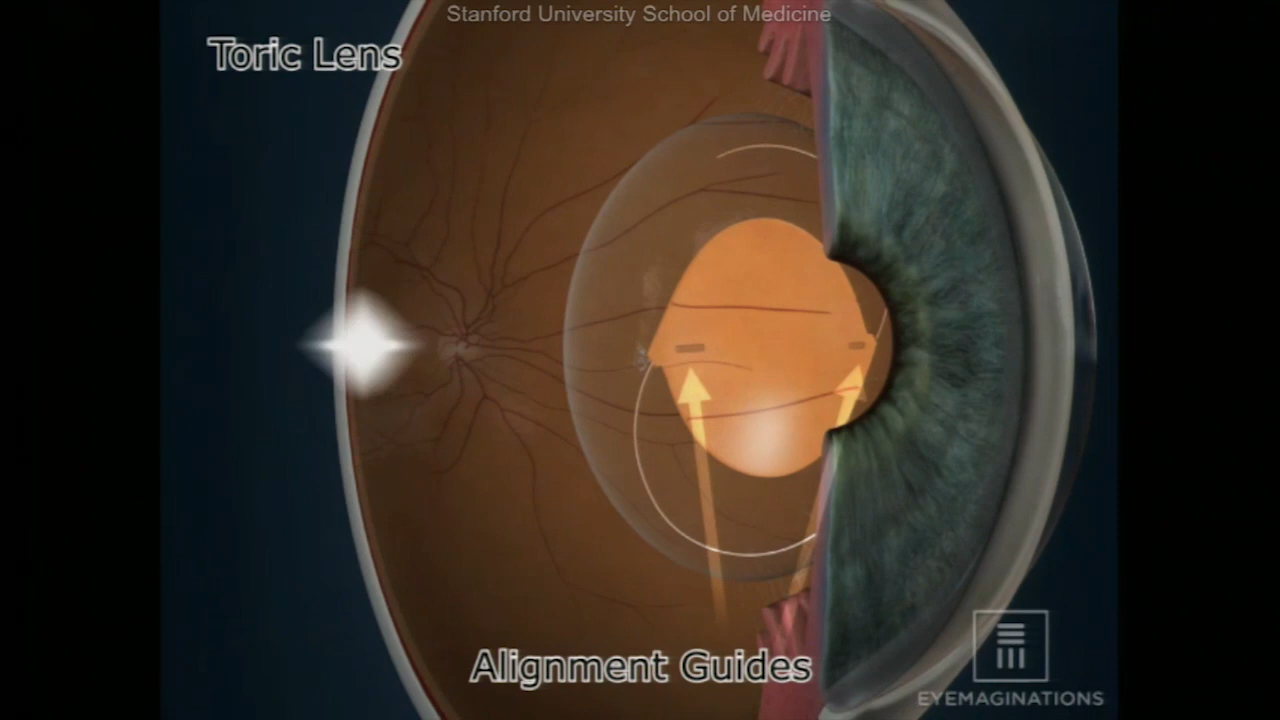 Stanford University School of Medicine
Toric Lens
Alignment Guides
EYEMAGINATIONS